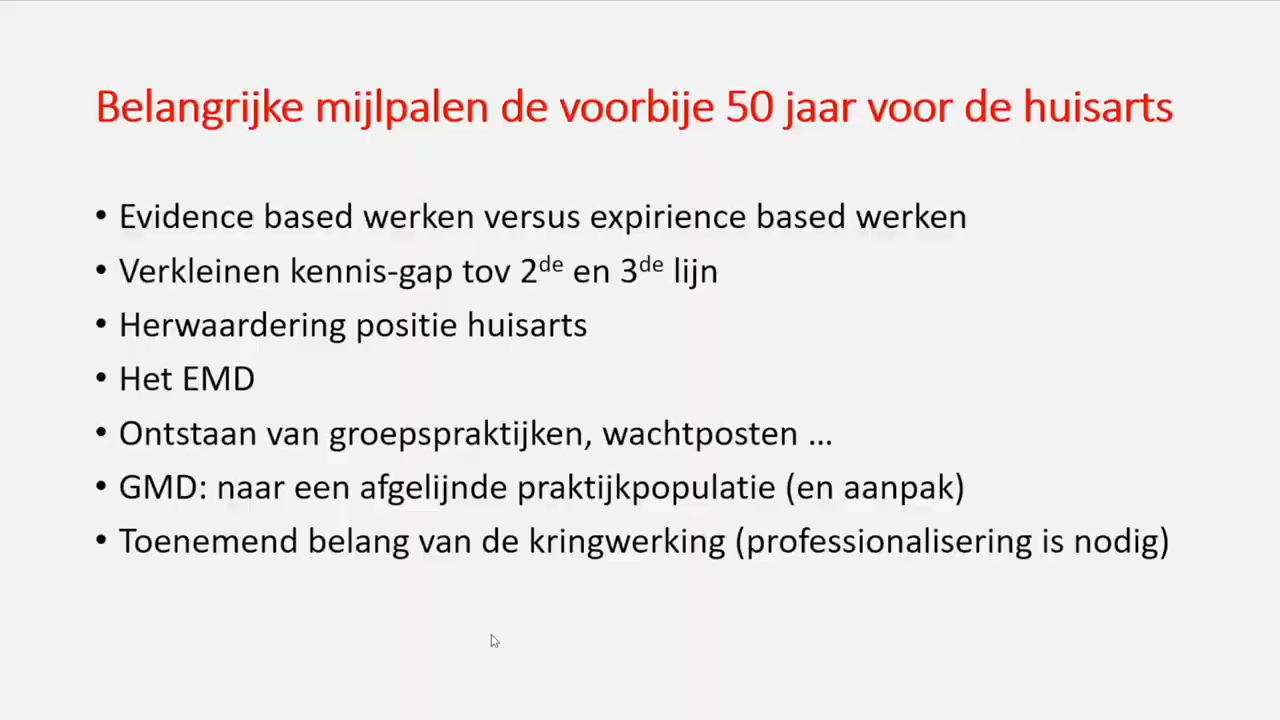 Belangrijke mijlpalen de voorbije 50 jaar voor de huisarts
• Evidence based werken versus expirience based werken
• Verkleinen kennis-gap tov 2de en 3de lijn
• Herwaardering positie huisarts
• Het EMD
• Ontstaan van groepspraktijken, wachtposten ...
• GMD: naar een afgelijnde praktijkpopulatie (en aanpak)
• Toenemend belang van de kringwerking (professionalisering is nodig)